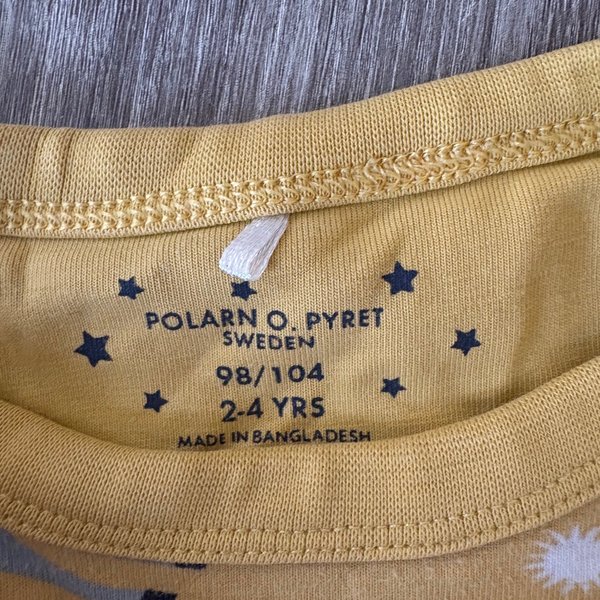 POLARN O. PYRET
SWEDEN
98/104
2-4 YRS
MADE IN BANGLADESH